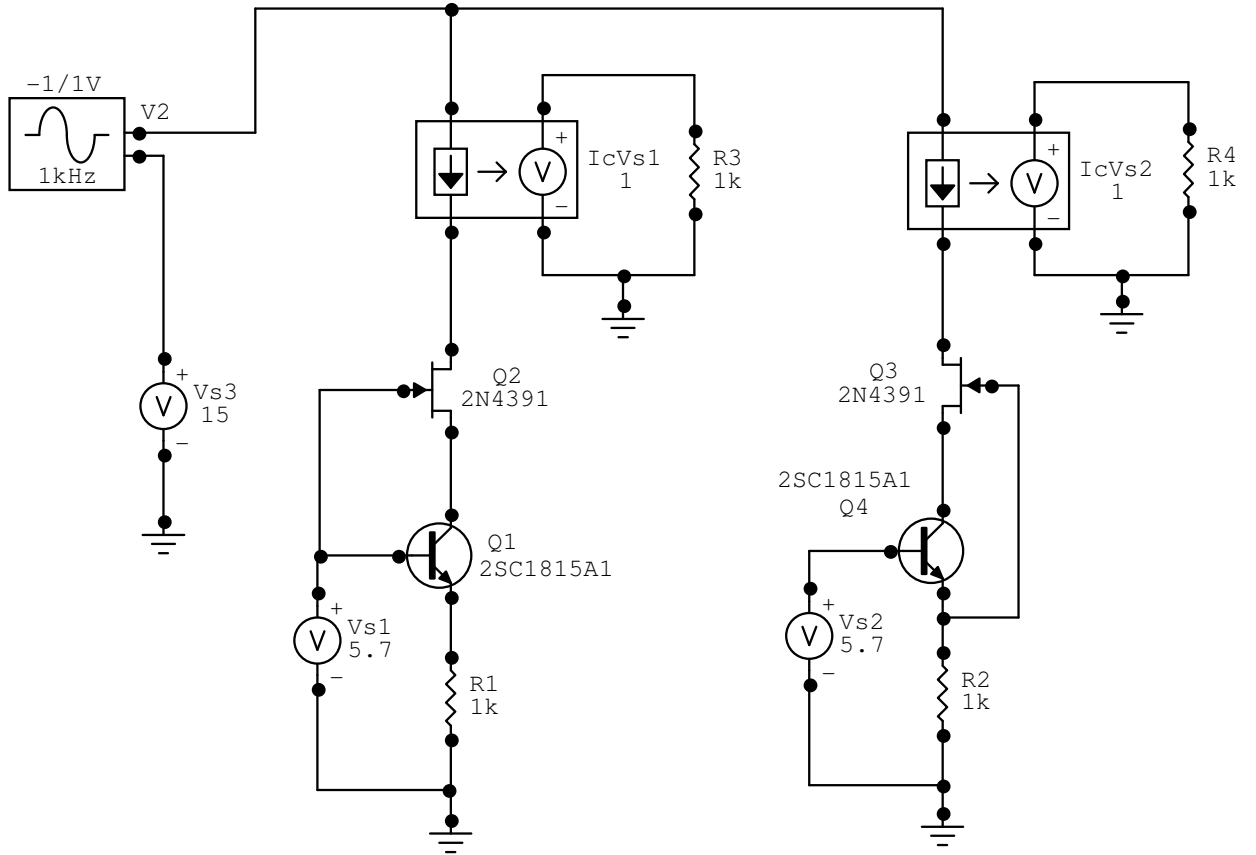 −1/1V
V2
1kHz
+
−
IcVs1
1
R3
1k
+
−
IcVs2
1
R4
1k
+
Vs3
15
−
Q2
2N4391
Q3
2N4391
2SC1815A1
Q4
Q1
2SC1815A1
+
Vs1
5.7
−
R1
1k
+
Vs2
5.7
−
R2
1k
V
V
V
V
V